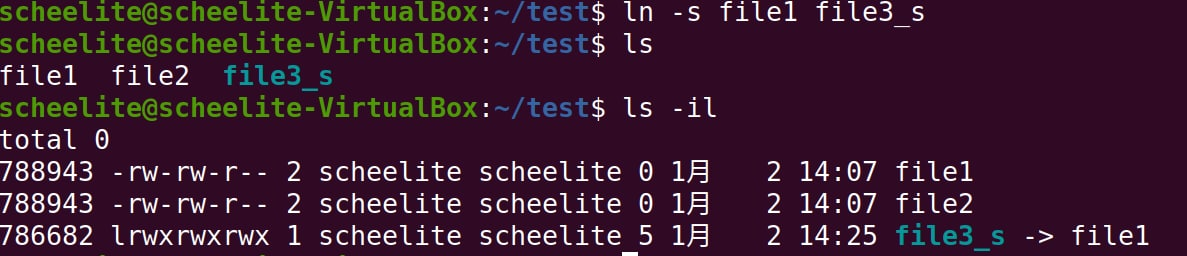 scheelite@scheelite-VirtualBox:~/test$ ln -s file1 file3_s
scheelite@scheelite-VirtualBox:~/test$ ls
file1  file2  file3_s
scheelite@scheelite-VirtualBox:~/test$ ls -il
total 0
788943 -rw-rw-r-- 2 scheelite scheelite 0 1月   2 14:07 file1
788943 -rw-rw-r-- 2 scheelite scheelite 0 1月   2 14:07 file2
786682 lrwxrwxrwx 1 scheelite scheelite 5 1月   2 14:25 file3_s -> file1